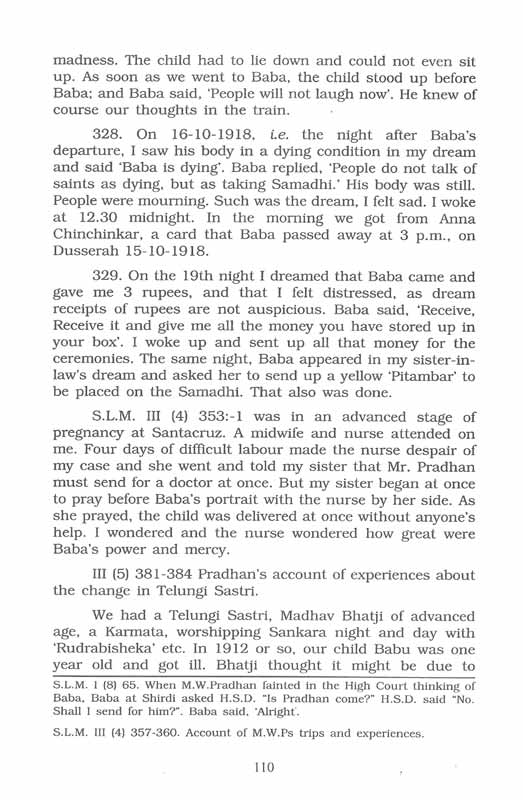 madness. The child had to lie down and could not even sit
up. As soon as we went to Baba, the child stood up before
Baba; and Baba said, 'People will not laugh now'. He knew of
course our thoughts in the train.
328. On 16-10-1918, i.e. the night after Baba's
departure, I saw his body in a dying condition in my dream
and said 'Baba is dying'. Baba replied, 'People do not talk of
saints as dying, but as taking Samadhi.' His body was still.
People were mourning. Such was the dream, I felt sad. I woke
at 12.30 midnight. In the morning we got from Anna
Chinchinkar, a card that Baba passed away at 3 p.m., on
Dusserah 15-10-1918.
329. On the 19th night I dreamed that Baba came and
gave me 3 rupees, and that I felt distressed, as dream
receipts of rupees are not auspicious. Baba said, 'Receive,
Receive it and give me all the money you have stored up in
your box'. I woke up and sent up all that money for the
ceremonies. The same night, Baba appeared in my sister-in-
law's dream and asked her to send up a yellow 'Pitambar' to
be placed on the Samadhi. That also was done.
S.L.M. III (4) 353:-1 was in an advanced stage of
pregnancy at Santacruz. A midwife and nurse attended on
me. Four days of difficult labour made the nurse despair of
my case and she went and told my sister that Mr. Pradhan
must send for a doctor at once. But my sister began at once
to pray before Baba's portrait with the nurse by her side. As
she prayed, the child was delivered at once without anyone's
help. I wondered and the nurse wondered how great were
Baba's power and mercy.
III (5) 381-384 Pradhan's account of experiences about
the change in Telungi Sastri.
We had a Telungi Sastri, Madhav Bhatji of advanced
age, a Karmata, worshipping Sankara night and day with
'Rudrabisheka' etc. In 1912 or so, our child Babu was one
year old and got ill. Bhatji thought it might be due to
S.L.M. I (8) 65. When M.W.Pradhan fainted in the High Court thinking of
Baba, Baba at Shirdi asked H.S.D. "Is Pradhan come?" H.S.D. said "No.
Shall I send for him?". Baba said, 'Alright'.
S.L.M. III (4) 357-360. Account of M.W.Ps trips and experiences.
110